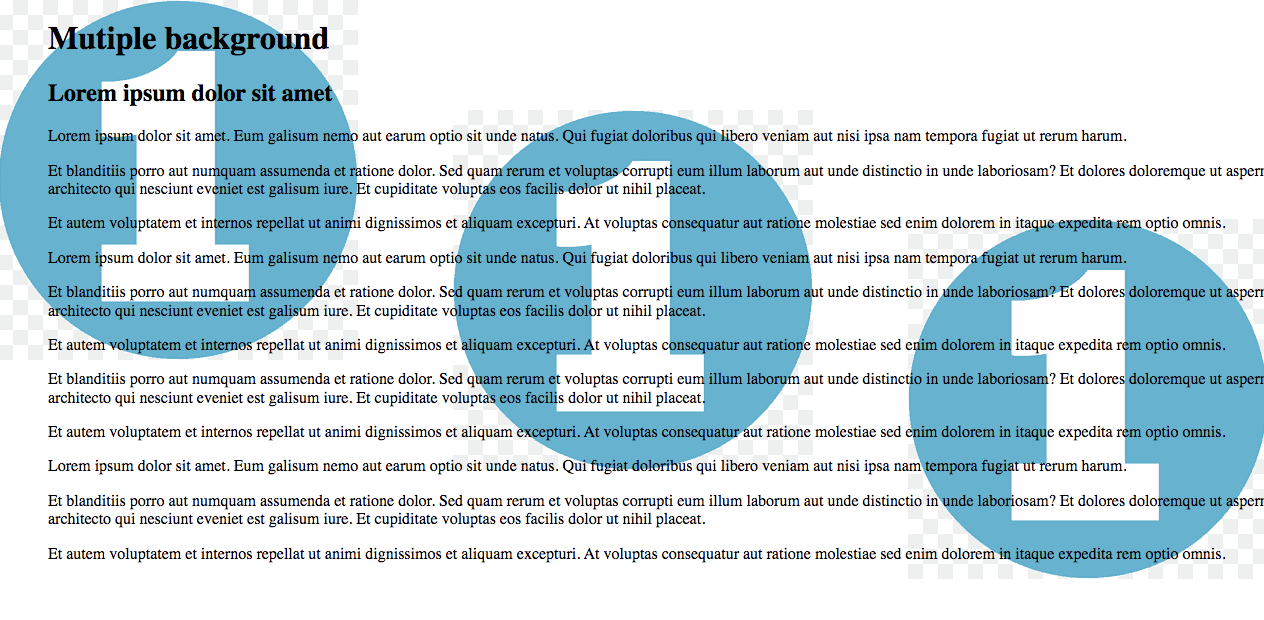 Mutiple background
Lorem ipsum dolor sit amet
Lorem ipsum dolor sit amet. Eum galisum nemo aut earum optio sit unde natus. Qui fugiat doloribus qui libero veniam aut nisi ipsa nam tempora fugiat ut rerum harum.
Et blanditiis porro aut numquam assumenda et ratione dolor. Sed quam rerum et voluptas corrupti eum illum laborum aut unde distinctio in unde laboriosam? Et dolores doloremque ut
architecto qui nesciunt eveniet est galisum iure. Et cupiditate voluptas eos facilis dolor ut nihil placeat.
Et autem voluptatem et internos repellat ut animi dignissimos et aliquam excepturi. At voluptas consequatur aut ratione molestiae sed enim dolorem in itaque expedita rem optio omnis.
Lorem ipsum dolor sit amet. Eum galisum nemo aut earum optio sit unde natus. Qui fugiat doloribus qui libero veniam aut nisi ipsa nam tempora fugiat ut rerum harum.
Et blanditiis porro aut numquam assumenda et ratione dolor. Sed quam rerum et voluptas corrupti eum illum laborum aut unde distinctio in unde laboriosam? Et dolores doloremque ut
architecto qui nesciunt eveniet est galisum iure. Et cupiditate voluptas eos facilis dolor ut nihil placeat.
Et autem voluptatem et internos repellat ut animi dignissimos et aliquam excepturi. At voluptas consequatur aut ratione molestiae sed enim dolorem in itaque expedita rem optio omnis.
Et blanditiis porro aut numquam assumenda et ratione dolor. Sed quam rerum et voluptas corrupti eum illum laborum aut unde distinctio in unde laboriosam? Et dolores doloremque ut
architecto qui nesciunt eveniet est galisum iure. Et cupiditate voluptas eos facilis dolor ut nihil placeat.
Et autem voluptatem et internos repellat ut animi dignissimos et aliquam excepturi. At voluptas consequatur aut ratione molestiae sed enim dolorem in itaque expedita rem optio omnis.
Lorem ipsum dolor sit amet. Eum galisum nemo aut earum optio sit unde natus. Qui fugiat doloribus qui libero veniam aut nisi ipsa nam tempora fugiat ut rerum harum.
Et blanditiis porro aut numquam assumenda et ratione dolor. Sed quam rerum et voluptas corrupti eum illum laborum aut unde distinctio in unde laboriosam? Et dolores doloremque ut
architecto qui nesciunt eveniet est galisum iure. Et cupiditate voluptas eos facilis dolor ut nihil placeat.
Et autem voluptatem et internos repellat ut animi dignissimos et aliquam excepturi. At voluptas consequatur aut ratione molestiae sed enim dolorem in itaque expedita rem optio omnis.
1
1
1